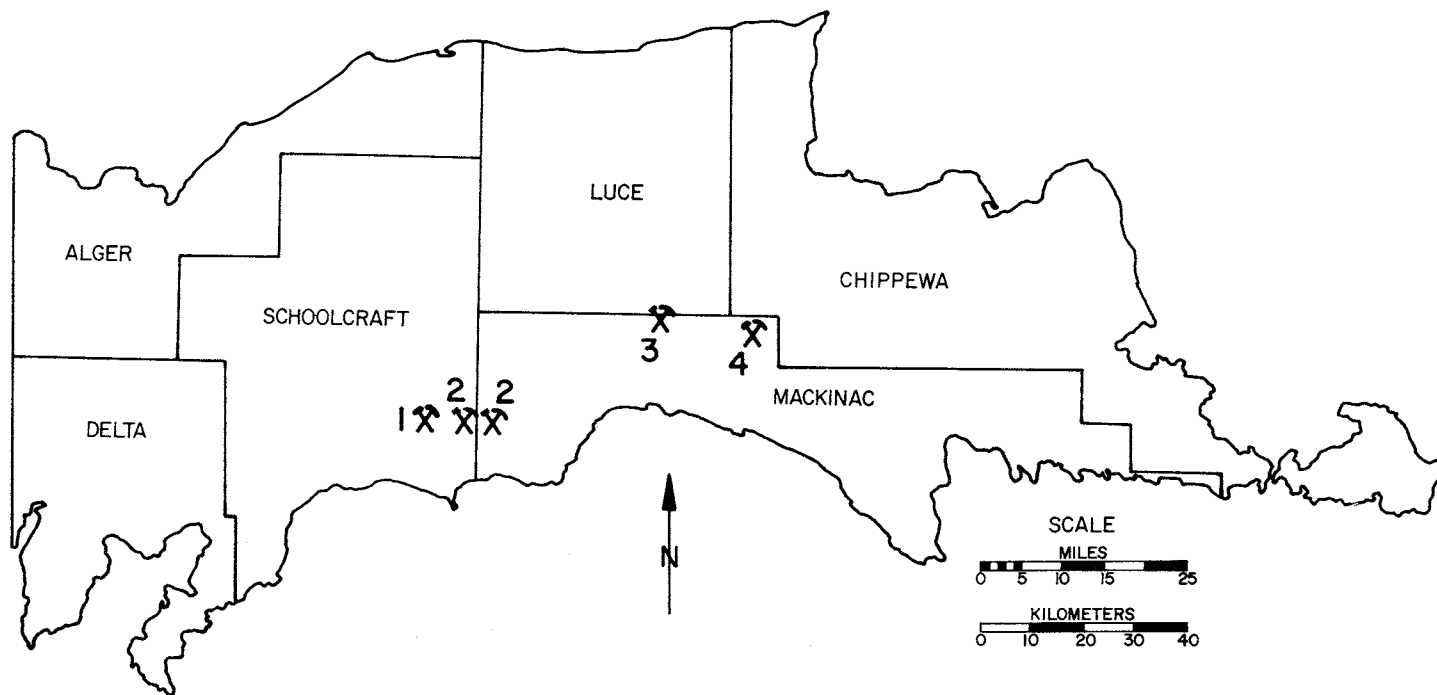 LUCE
ALGER
CHIPPEWA
SCHOOLCRAFT
3
4
2 2
1
MACKINAC
DELTA
N
SCALE
MILES
0 5 10 15 25
KILOMETERS
0 10 20 30 40